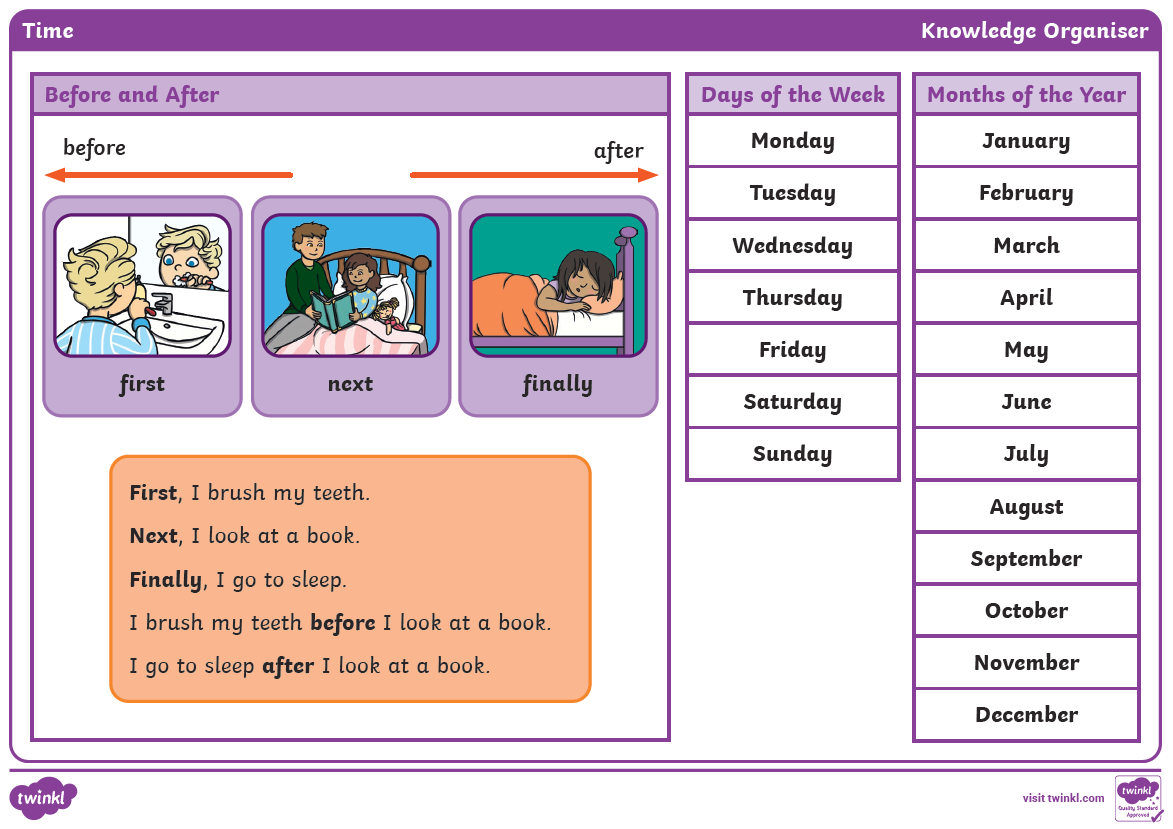 Time
Knowledge Organiser
Before and After
before
after
first
next
finally
First, I brush my teeth.
Next, I look at a book.
Finally, I go to sleep.
I brush my teeth before I look at a book.
I go to sleep after I look at a book.
Days of the Week
Monday
Tuesday
Wednesday
Thursday
Friday
Saturday
Sunday
Months of the Year
January
February
March
April
May
June
July
August
September
October
November
December
twinkl
visit twinkl.com
twinkl
Quality Standard
Approved